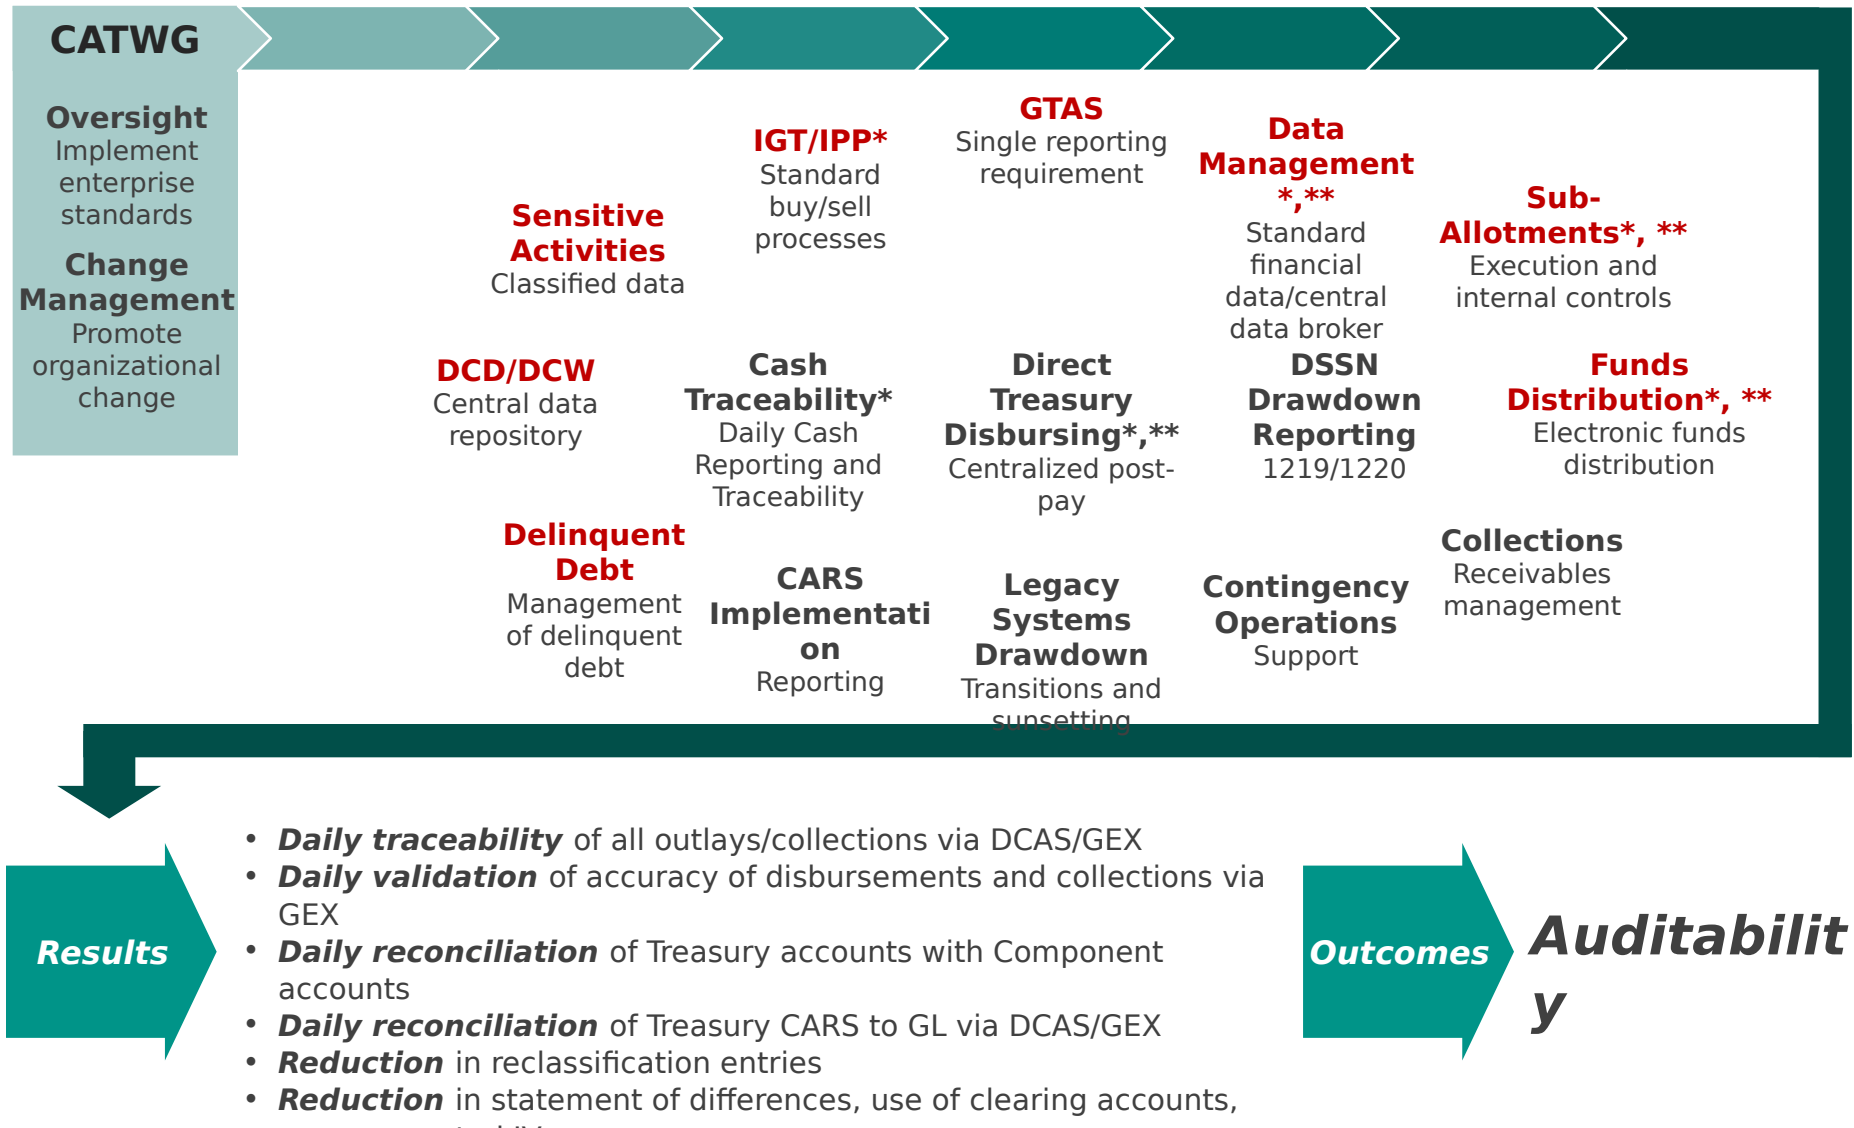 CATWG
Oversight
Implement
enterprise
standards
Change
Management
Promote
organizational
change
Sensitive
Activities
Classified data
IGT/IPP*
Standard
buy/sell
processes
GTAS
Single reporting
requirement
Data
Management
*,**
Standard
financial
data/central
data broker
Sub-
Allotments*, **
Execution and
internal controls
DCD/DCW
Central data
repository
Cash
Traceability*
Daily Cash
Reporting and
Traceability
Direct
Treasury
Disbursing*,**
Centralized post-
pay
DSSN
Drawdown
Reporting
1219/1220
Funds
Distribution*, **
Electronic funds
distribution
Delinquent
Debt
Management
of delinquent
debt
CARS
Implementati
on
Reporting
Legacy
Systems
Drawdown
Transitions and
sunsetting
Contingency
Operations
Support
Collections
Receivables
management
Results
• Daily traceability of all outlays/collections via DCAS/GEX
• Daily validation of accuracy of disbursements and collections via
GEX
• Daily reconciliation of Treasury accounts with Component
accounts
• Daily reconciliation of Treasury CARS to GL via DCAS/GEX
• Reduction in reclassification entries
• Reduction in statement of differences, use of clearing accounts,
Outcomes
Auditabilit
y